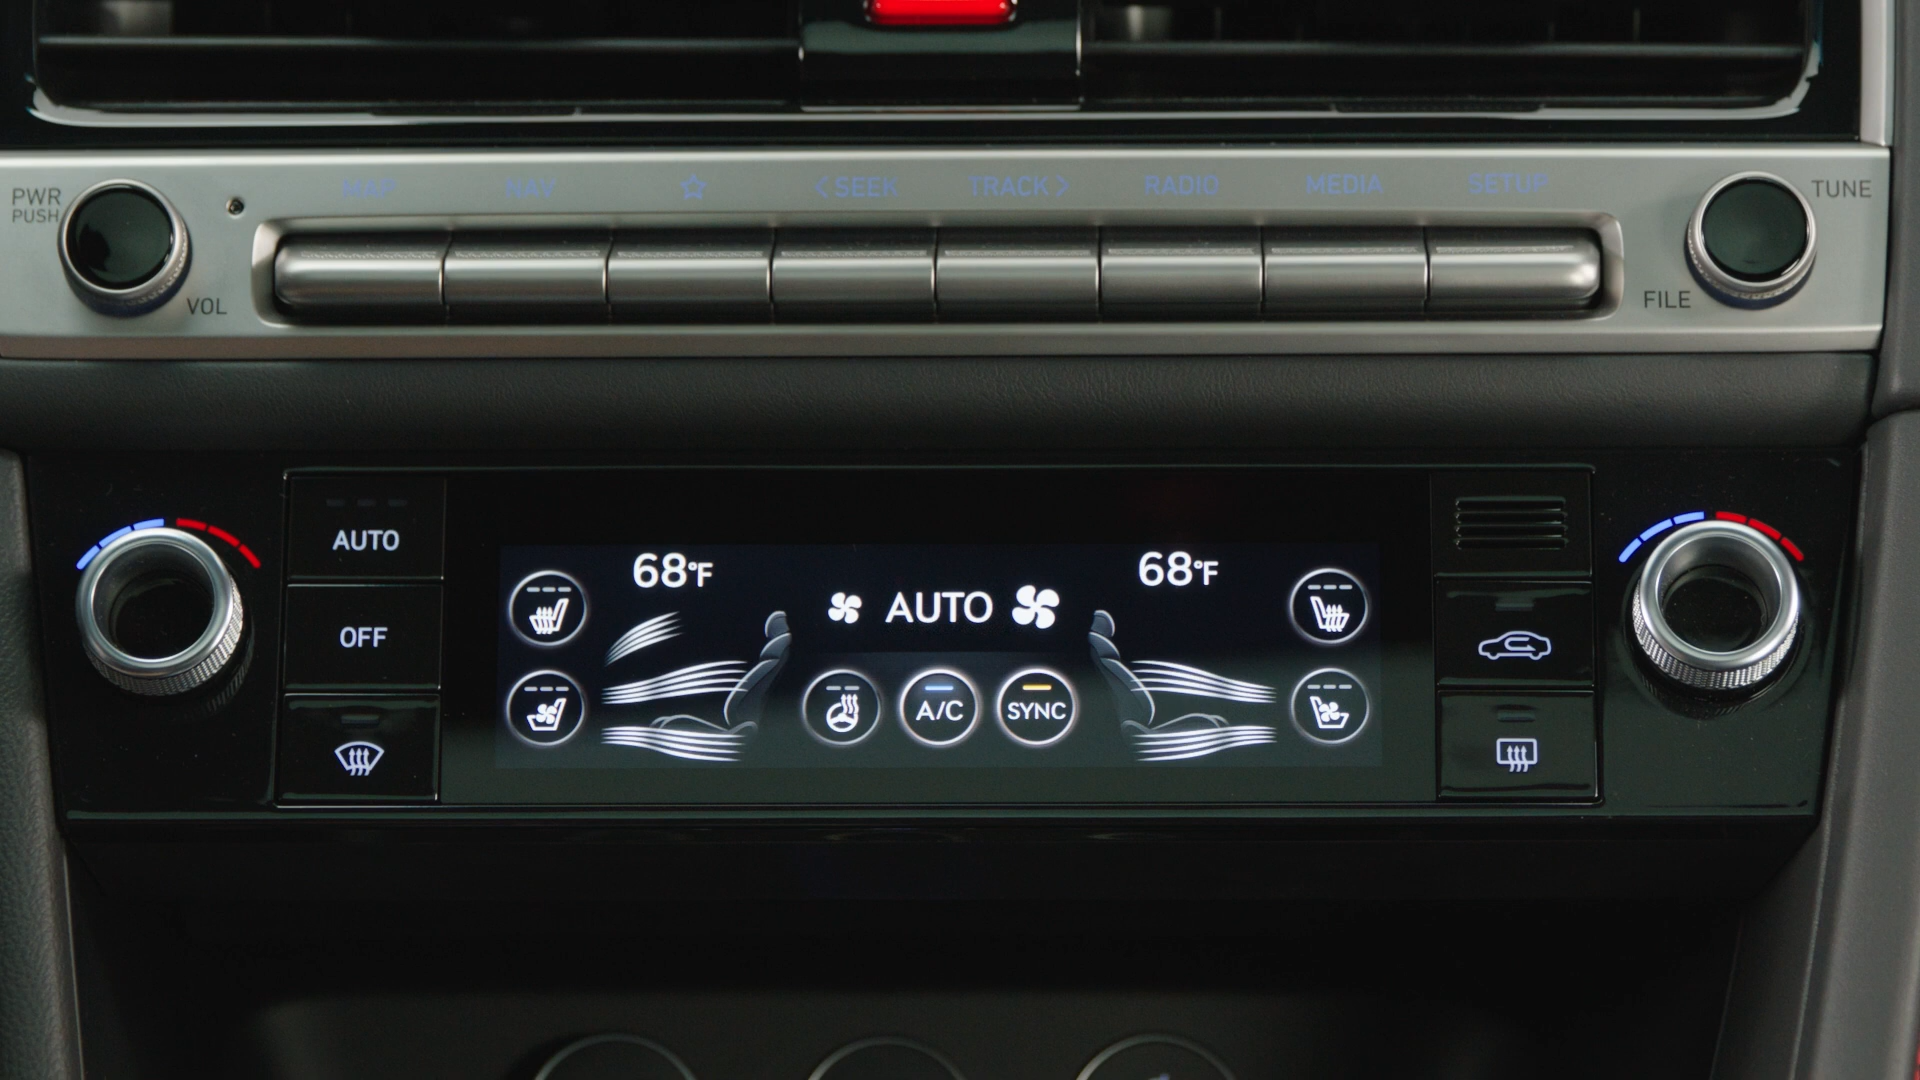 PWR
PUSH
VOL
MAP
NAV
< SEEK
TRACK >
RADIO
MEDIA
SETUP
TUNE
FILE
AUTO
OFF
68°F
AUTO
68°F
A/C
SYNC